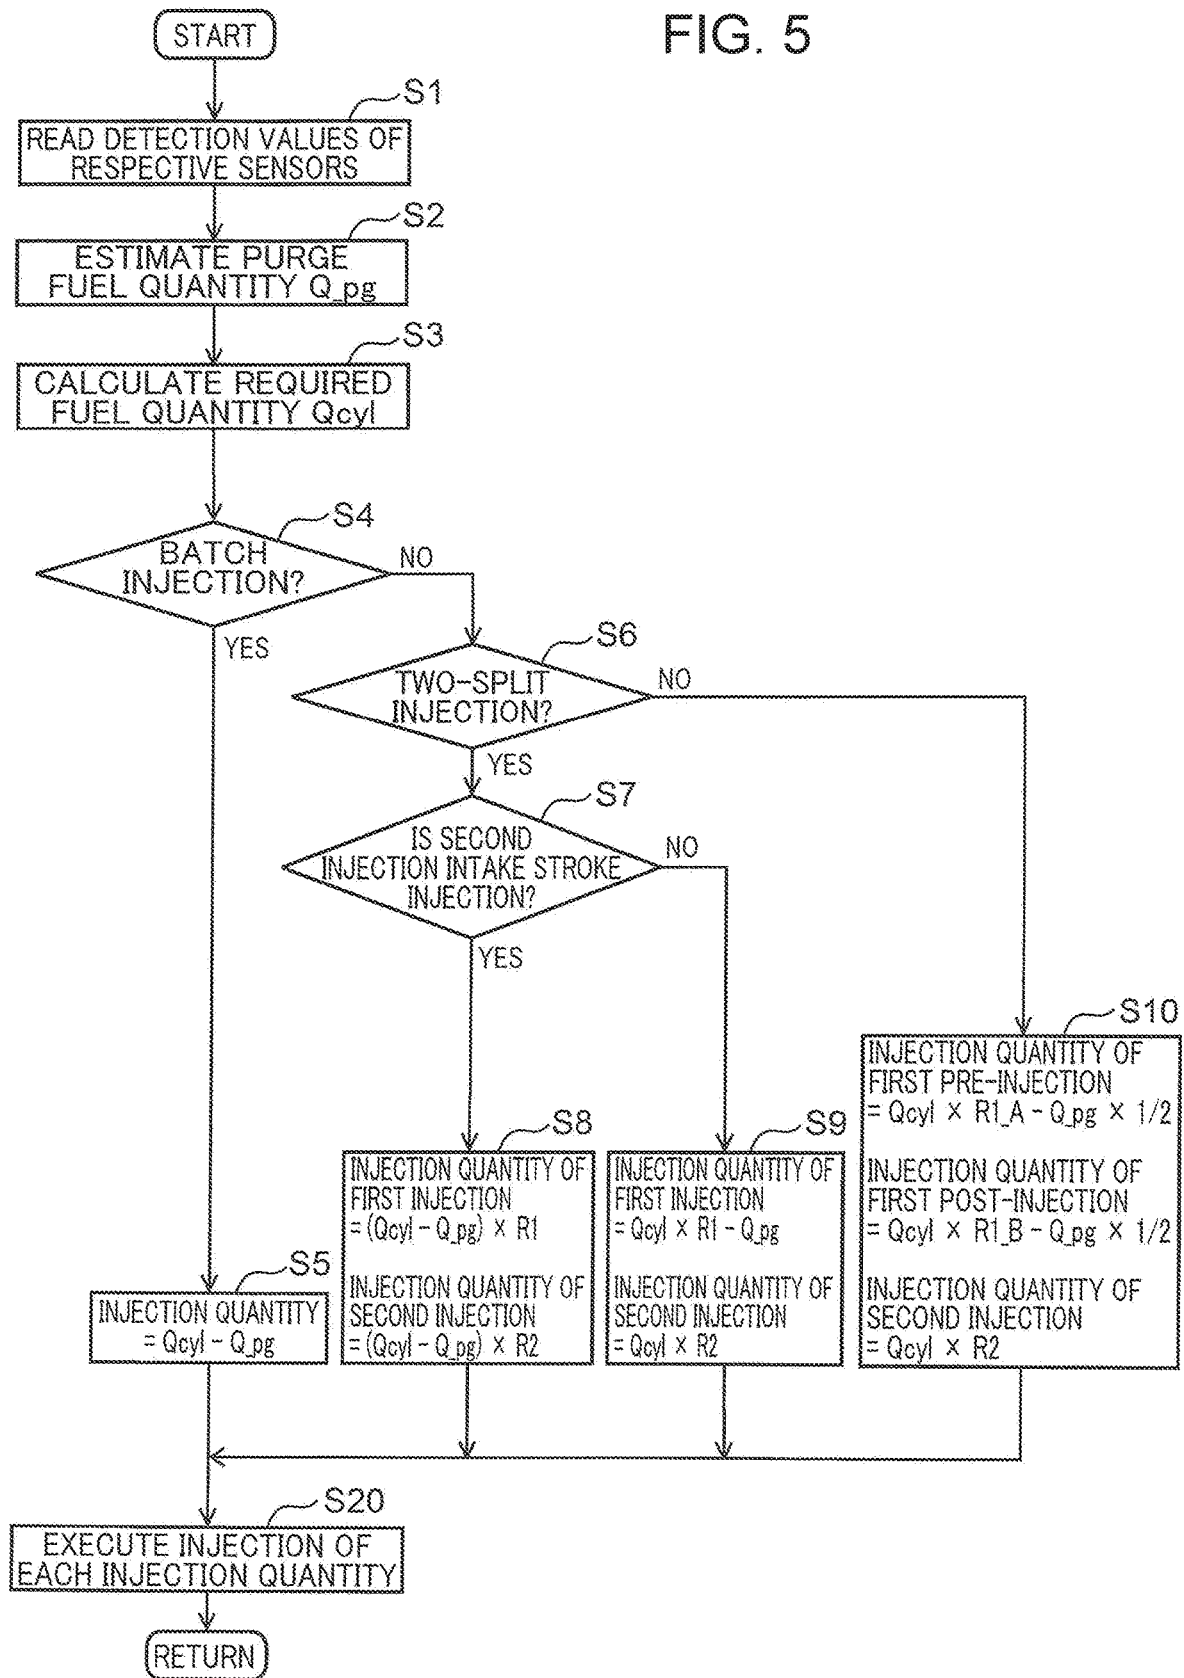 FIG. 5
START
S1
READ DETECTION VALUES OF
RESPECTIVE SENSORS
S2
ESTIMATE PURGE
FUEL QUANTITY Q_pg
S3
CALCULATE REQUIRED
FUEL QUANTITY Qcyl
S4
BATCH
INJECTION?
NO
YES
S6
TWO-SPLIT
INJECTION?
NO
YES
S7
IS SECOND
INJECTION INTAKE STROKE
INJECTION?
NO
YES
S5
INJECTION QUANTITY
= Qcyl - Q_pg
S8
INJECTION QUANTITY OF
FIRST INJECTION
= (Qcyl - Q_pg) × R1
INJECTION QUANTITY OF
SECOND INJECTION
= (Qcyl - Q_pg) × R2
S9
INJECTION QUANTITY OF
FIRST INJECTION
= Qcyl × R1 - Q_pg
INJECTION QUANTITY OF
SECOND INJECTION
= Qcyl × R2
S10
INJECTION QUANTITY OF
FIRST PRE-INJECTION
= Qcyl × R1_A - Q_pg × 1/2
INJECTION QUANTITY OF
FIRST POST-INJECTION
= Qcyl × R1_B - Q_pg × 1/2
INJECTION QUANTITY OF
SECOND INJECTION
= Qcyl × R2
S20
EXECUTE INJECTION OF
EACH INJECTION QUANTITY
RETURN